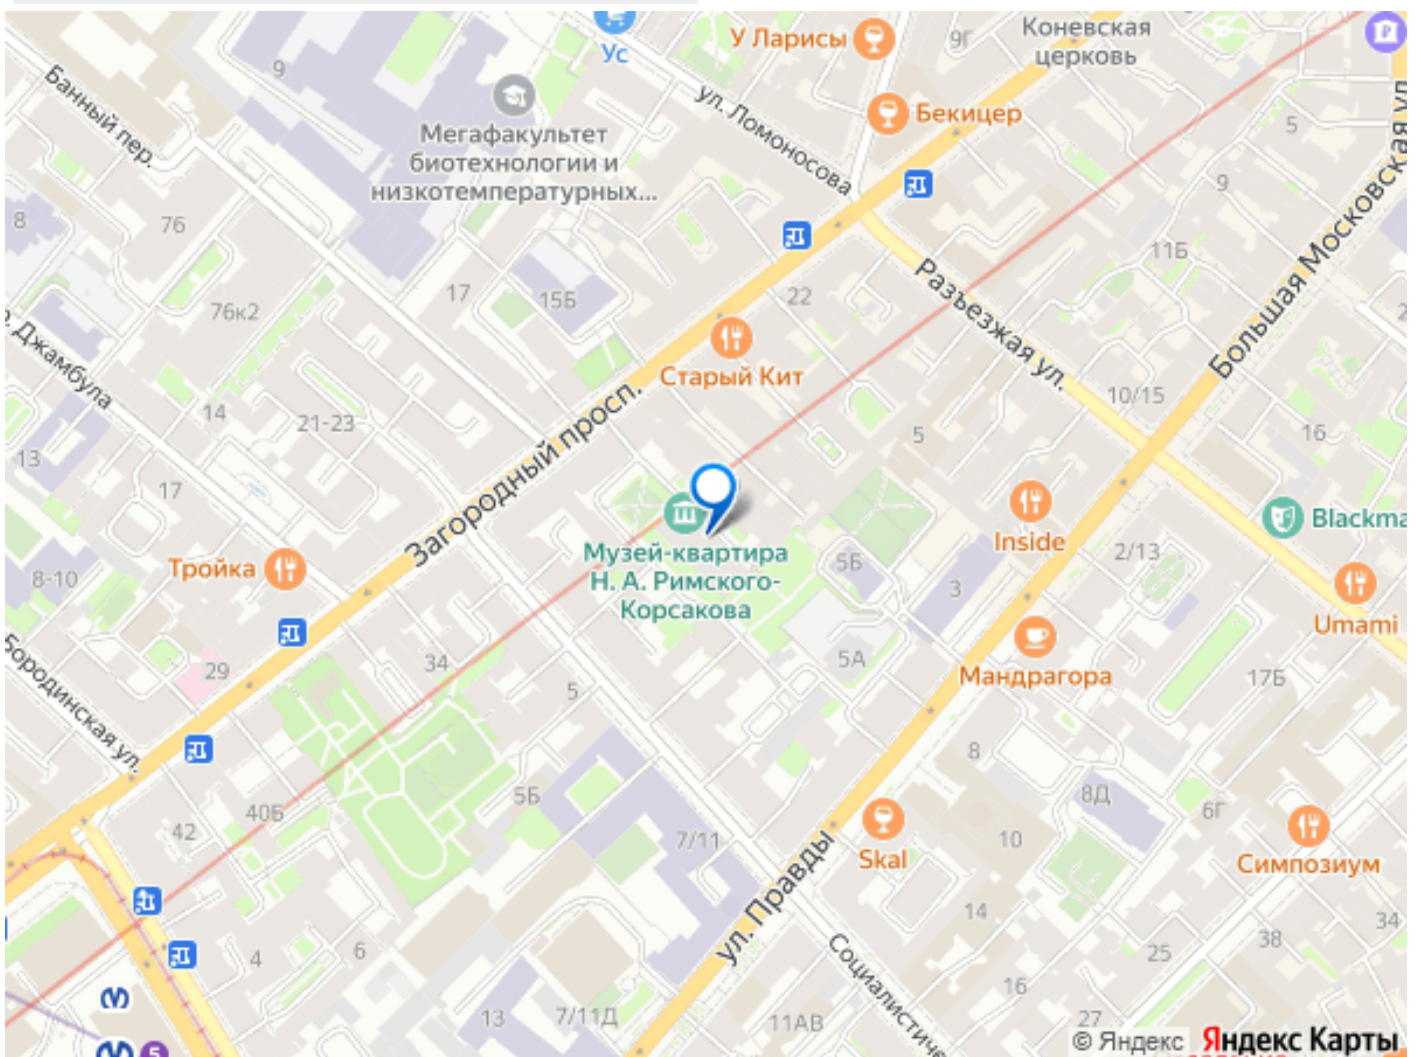 Ус
У Ларисы
9Г
Коневская
церковь
9
Банный пер.
Мегафакультет
биотехнологии и
низкотемпературных...
ул. Ломоносова
Бекицер
5
Большая Московская ул
8
76
9
11Б
76к2
17
15Б
22
Разъезжая ул.
Джамбула
Старый Кит
Загородный просп.
14
21-23
5
10/15
16
13
17
Музей-квартира
Н. А. Римского-
Корсакова
Inside
Blackma
2/13
Тройка
8-10
5Б
3
Umami
Бородинская ул.
29
34
5
5А
Мандрагора
17Б
8
40Б
42
5Б
7/11
8Д
6Г
Skal
10
Симпозиум
ул. Правды
14
34
38
25
4
6
Социалистиче
16
13
7/11Д
11АВ
27
5
© Яндекс Яндекс Карты